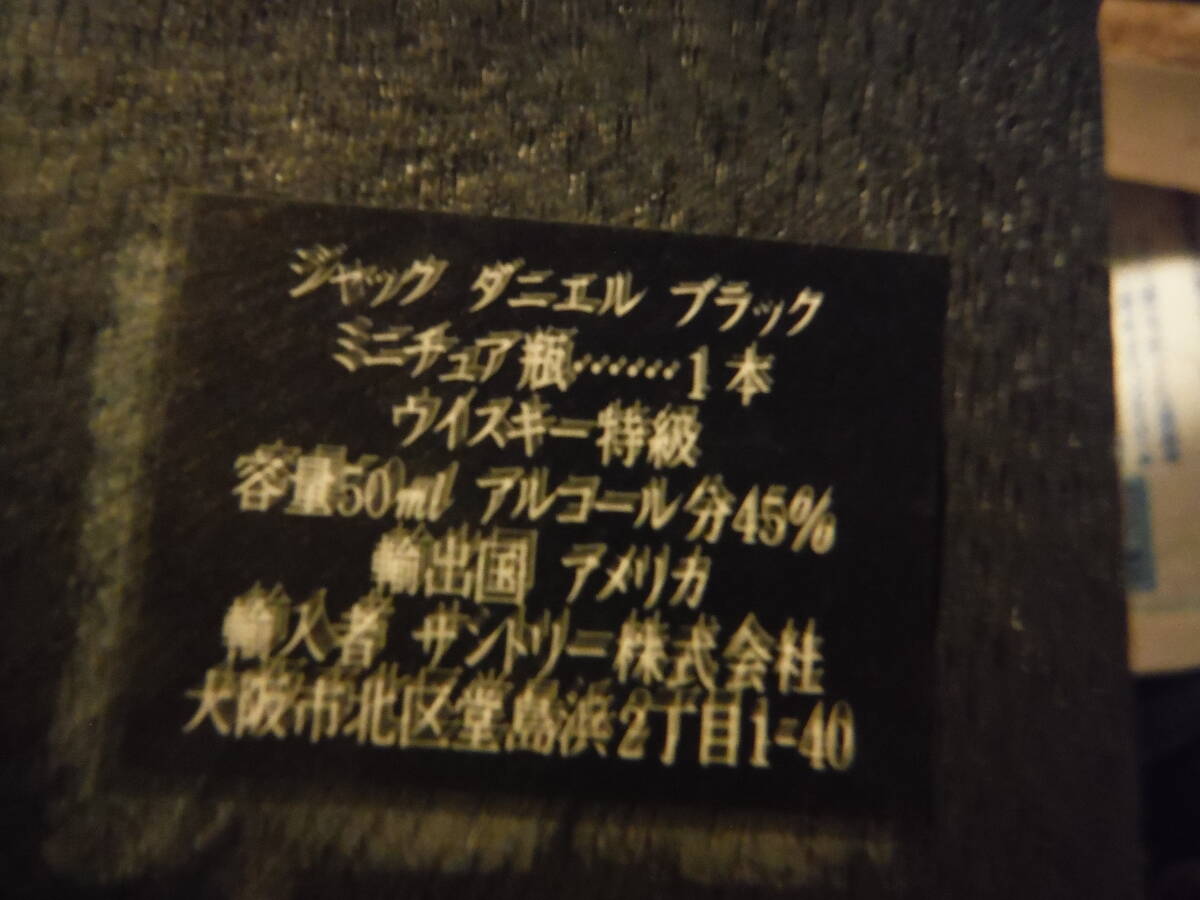 ジャック ダニエル ブラック
ミニチュア瓶……1本
ウイスキー特級
容量50ml アルコール分45%
輸出国 アメリカ
輸入者 サントリー株式会社
大阪市北区堂島浜2丁目1-40